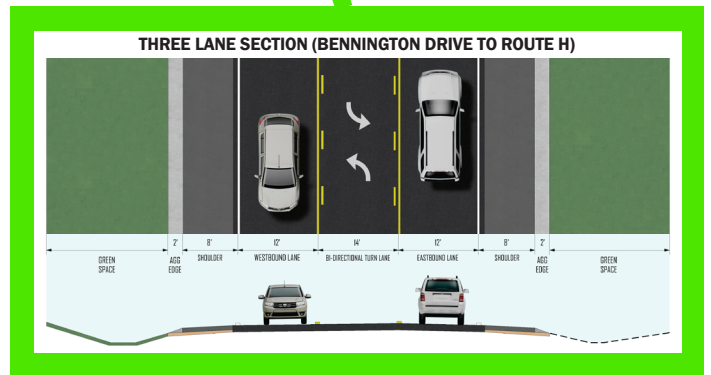 THREE LANE SECTION (BENNINGTON DRIVE TO ROUTE H)
2' 8' 12' 14' 12' 8' 2'
GREEN
SPACE
AGG
EDGE
SHOULDER
WESTBOUND LANE
BI-DIRECTIONAL TURN LANE
EASTBOUND LANE
SHOULDER
AGG
EDGE
GREEN
SPACE